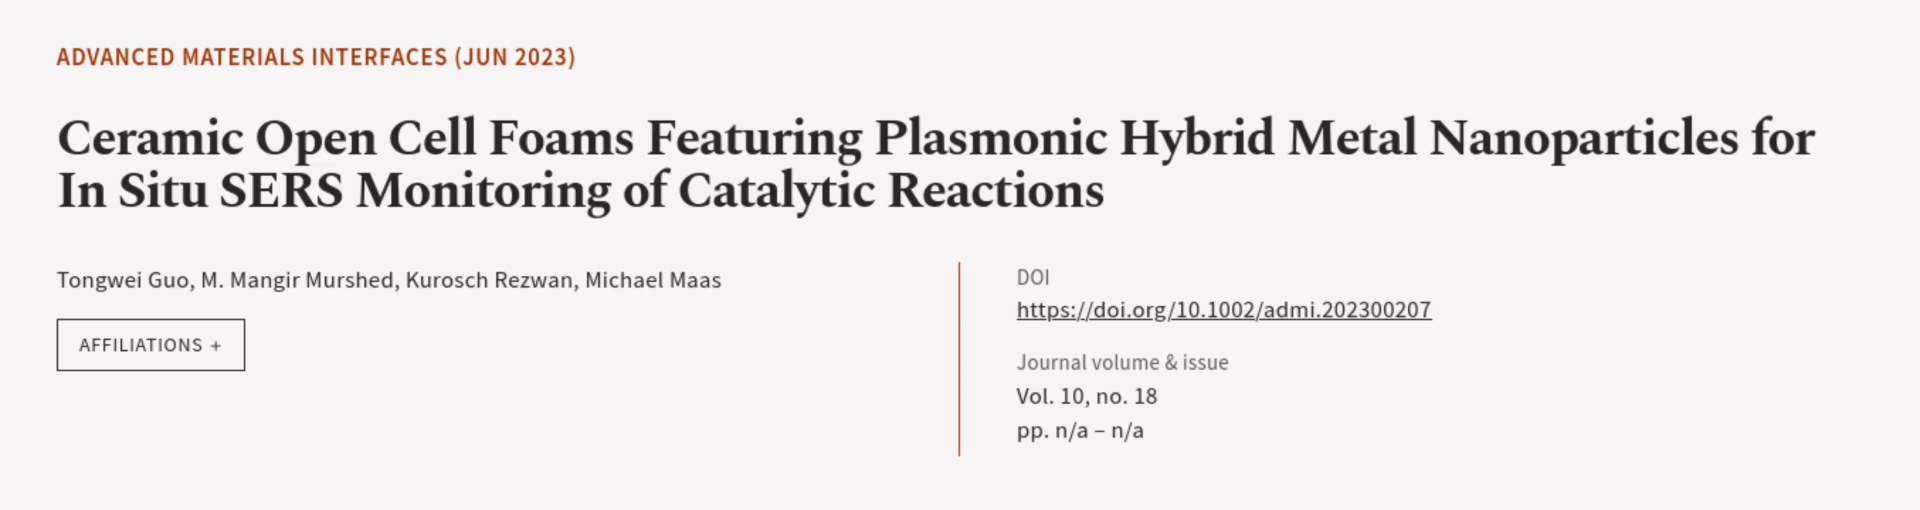 ADVANCED MATERIALS INTERFACES (JUN 2023)
Ceramic Open Cell Foams Featuring Plasmonic Hybrid Metal Nanoparticles for
In Situ SERS Monitoring of Catalytic Reactions
Tongwei Guo, M. Mangir Murshed, Kurosch Rezwan, Michael Maas
AFFILIATIONS +
DOI
https://doi.org/10.1002/admi.202300207
Journal volume & issue
Vol. 10, no. 18
pp. n/a – n/a